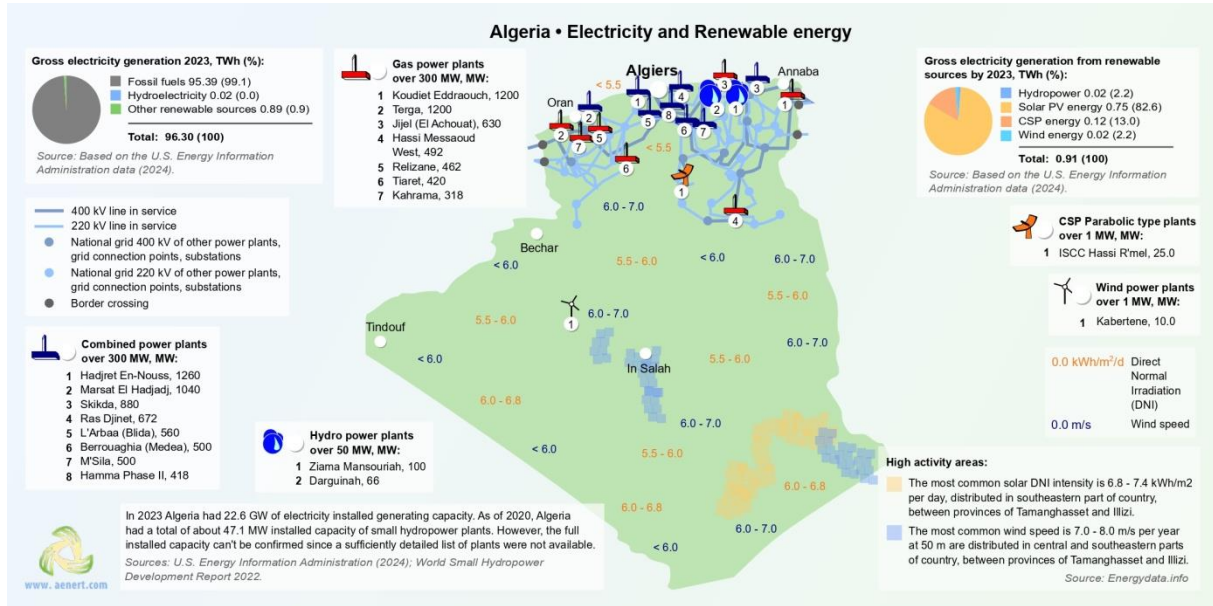 Algeria • Electricity and Renewable energy
Gross electricity generation 2023, TWh (%):
Fossil fuels 95.39 (99.1)
Hydroelectricity 0.02 (0.0)
Other renewable sources 0.89 (0.9)
Total: 96.30 (100)
Source: Based on the U.S. Energy Information
Administration data (2024).
400 kV line in service
220 kV line in service
National grid 400 kV of other power plants,
grid connection points, substations
National grid 220 kV of other power plants,
grid connection points, substations
Border crossing
Combined power plants
over 300 MW, MW:
1 Hadjret En-Nouss, 1260
2 Marsat El Hadjadj, 1040
3 Skikda, 880
4 Ras Djinet, 672
5 L'Arbaa (Blida), 560
6 Berrouaghia (Medea), 500
7 M'Sila, 500
8 Hamma Phase II, 418
Gas power plants
over 300 MW, MW:
1 Koudiet Eddraouch, 1200
2 Terga, 1200
3 Jijel (El Achouat), 630
4 Hassi Messaoud
West, 492
5 Relizane, 462
6 Tiaret, 420
7 Kahrama, 318
Hydro power plants
over 50 MW, MW:
1 Ziama Mansouriah, 100
2 Darguinah, 66
Algiers
Annaba
Oran
Bechar
Tindouf
In Salah
< 5.5
3
3
4
1
2
1
1
8
2
5
6
7
2
7
5
6
< 5.5
1
4
6.0 - 7.0
< 6.0
5.5 - 6.0
< 6.0
6.0 - 7.0
5.5 - 6.0
1
6.0 - 7.0
5.5 - 6.0
6.0 - 7.0
< 6.0
5.5 - 6.0
6.0 - 6.8
6.0 - 7.0
< 6.0
5.5 - 6.0
6.0 - 6.8
6.0 - 6.8
6.0 - 7.0
< 6.0
Gross electricity generation from renewable
sources by 2023, TWh (%):
Hydropower 0.02 (2.2)
Solar PV energy 0.75 (82.6)
CSP energy 0.12 (13.0)
Wind energy 0.02 (2.2)
Total: 0.91 (100)
Source: Based on the U.S. Energy Information
Administration data (2024).
CSP Parabolic type plants
over 1 MW, MW:
1 ISCC Hassi R'mel, 25.0
Wind power plants
over 1 MW, MW:
1 Kabertene, 10.0
0.0 kWh/m²/d Direct
Normal
Irradiation
(DNI)
0.0 m/s Wind speed
High activity areas:
The most common solar DNI intensity is 6.8 - 7.4 kWh/m2
per day, distributed in southeastern part of country,
between provinces of Tamanghasset and Illizi.
The most common wind speed is 7.0 - 8.0 m/s per year
at 50 m are distributed in central and southeastern parts
of country, between provinces of Tamanghasset and Illizi.
Source: Energydata.info
In 2023 Algeria had 22.6 GW of electricity installed generating capacity. As of 2020, Algeria
had a total of about 47.1 MW installed capacity of small hydropower plants. However, the full
installed capacity can't be confirmed since a sufficiently detailed list of plants were not available.
Sources: U.S. Energy Information Administration (2024); World Small Hydropower
Development Report 2022.
www.aenert.com